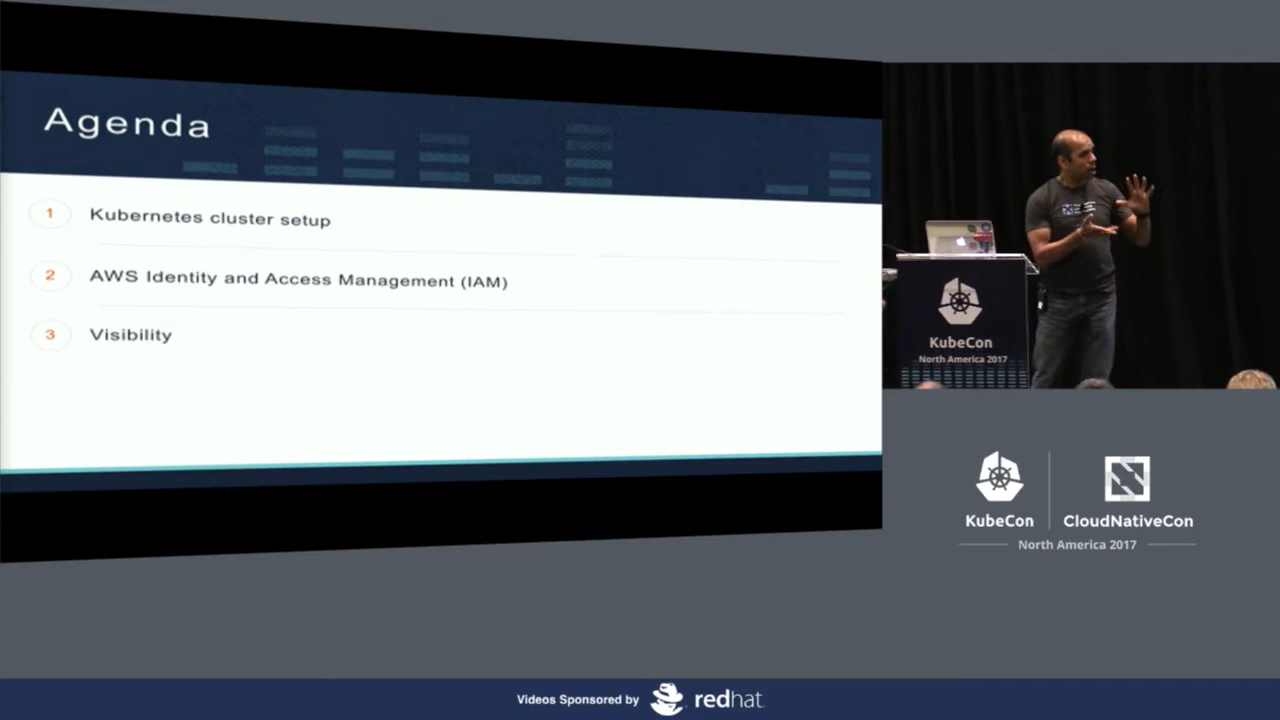 Agenda
1 Kubernetes cluster setup
2 AWS Identity and Access Management (IAM)
3 Visibility
KubeCon
North America 2017
KubeCon
CloudNativeCon
North America 2017
Videos Sponsored by redhat.